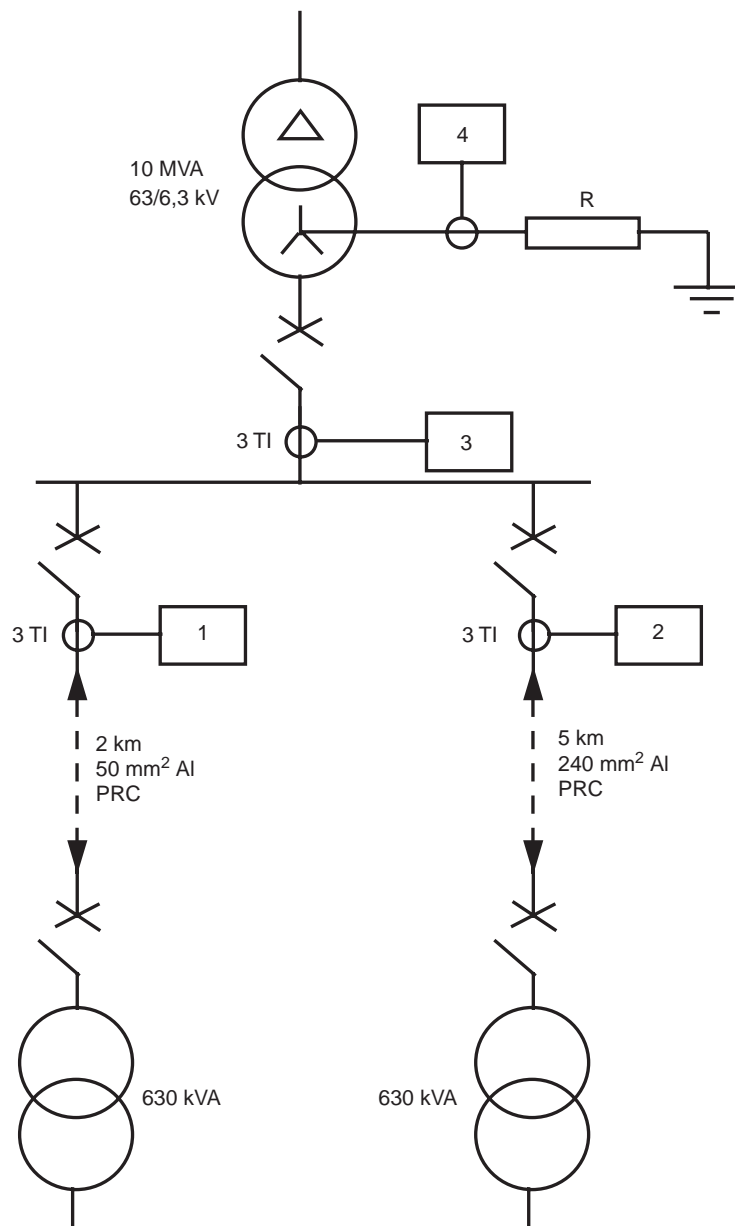 4
10 MVA
63/6,3 kV
R
3 TI
3
3 TI
1
3 TI
2
2 km
50 mm² Al
PRC
5 km
240 mm² Al
PRC
630 kVA
630 kVA